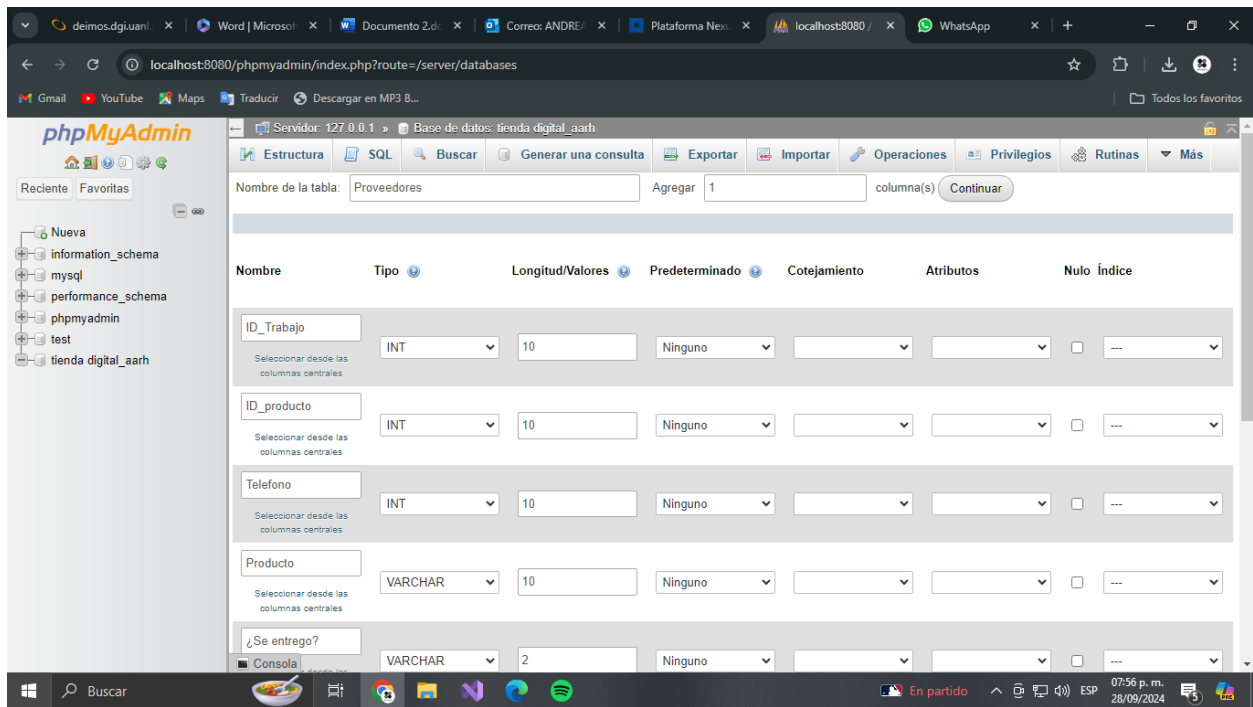 deimos.dgi.uanl.
Word | Microsof
Documento 2.do
Correo: ANDREA
Plataforma Nexu
localhost:8080 /
WhatsApp
localhost:8080/phpmyadmin/index.php?route=/server/databases
Gmail
YouTube
Maps
Traducir
Descargar en MP3 B...
Todos los favoritos
phpMyAdmin
Reciente
Favoritas
Nueva
information_schema
mysql
performance_schema
phpmyadmin
test
tienda digital_aarh
Servidor: 127.0.0.1 » Base de datos: tienda digital_aarh
Estructura
SQL
Buscar
Generar una consulta
Exportar
Importar
Operaciones
Privilegios
Rutinas
Más
Nombre de la tabla: Proveedores Agregar 1 columna(s) Continuar
Nombre Tipo Longitud/Valores Predeterminado Cotejamiento Atributos Nulo Índice
ID_Trabajo
Seleccionar desde las
columnas centrales
INT 10 Ninguno ---
ID_producto
Seleccionar desde las
columnas centrales
INT 10 Ninguno ---
Telefono
Seleccionar desde las
columnas centrales
INT 10 Ninguno ---
Producto
Seleccionar desde las
columnas centrales
VARCHAR 10 Ninguno ---
¿Se entrego?
VARCHAR 2 Ninguno ---
Consola
Buscar
En partido
ESP
07:56 p. m.
28/09/2024
5
PRE